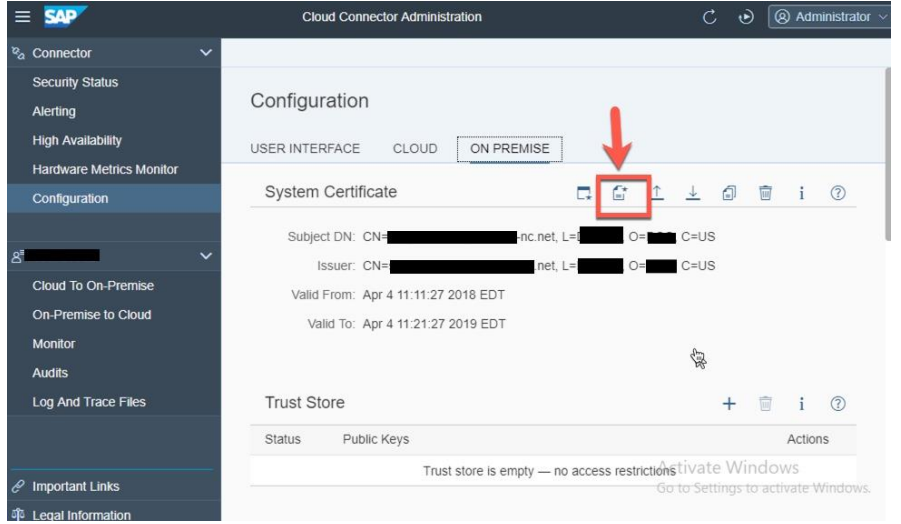 SAP
Cloud Connector Administration
Administrator
Connector
Security Status
Alerting
High Availability
Hardware Metrics Monitor
Configuration
Cloud To On-Premise
On-Premise to Cloud
Monitor
Audits
Log And Trace Files
Important Links
Legal Information
Configuration
USER INTERFACE CLOUD ON PREMISE
System Certificate
Subject DN: CN= -nc.net, L= O= C=US
Issuer: CN= .net, L= O= C=US
Valid From: Apr 4 11:11:27 2018 EDT
Valid To: Apr 4 11:21:27 2019 EDT
Trust Store
Status Public Keys Actions
Trust store is empty — no access restrictions
Activate Windows
Go to Settings to activate Windows.